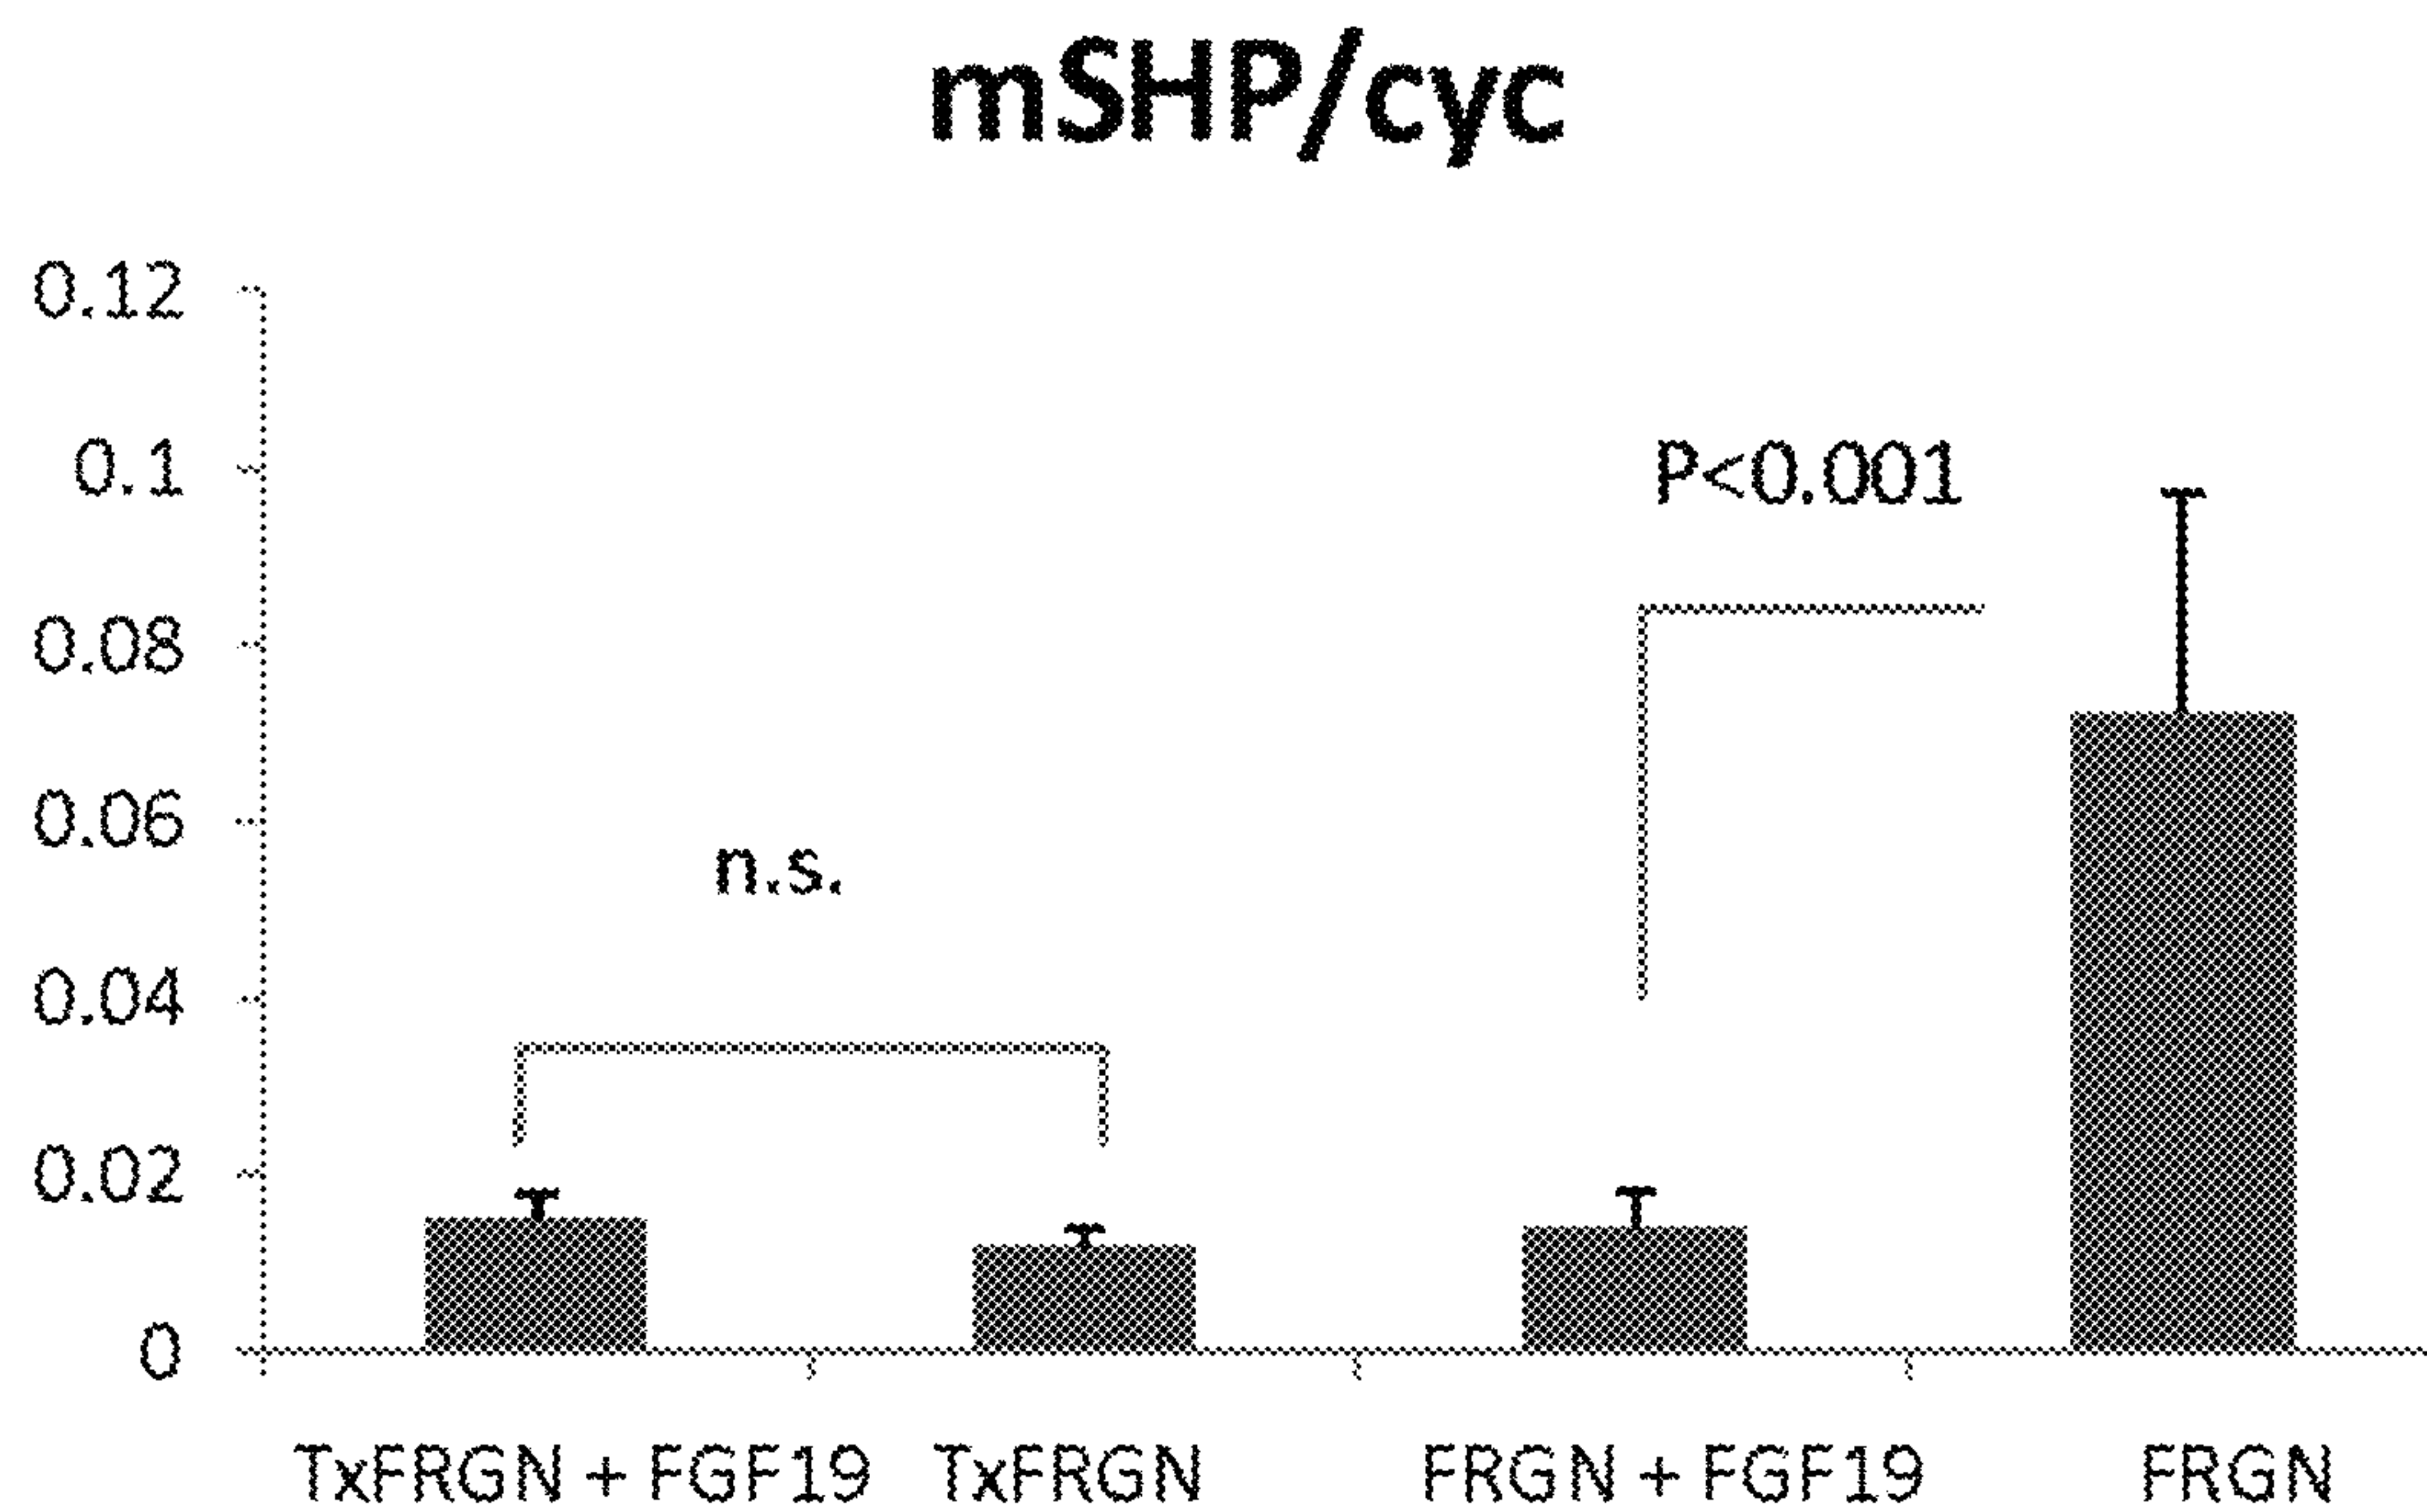 mSHP/cyc
0.12
0.1
P<0.001
0.08
0.06
n.s.
0.04
0.02
0
TxFRGN + FGF19 TxFRGN FRGN + FGF19 FRGN